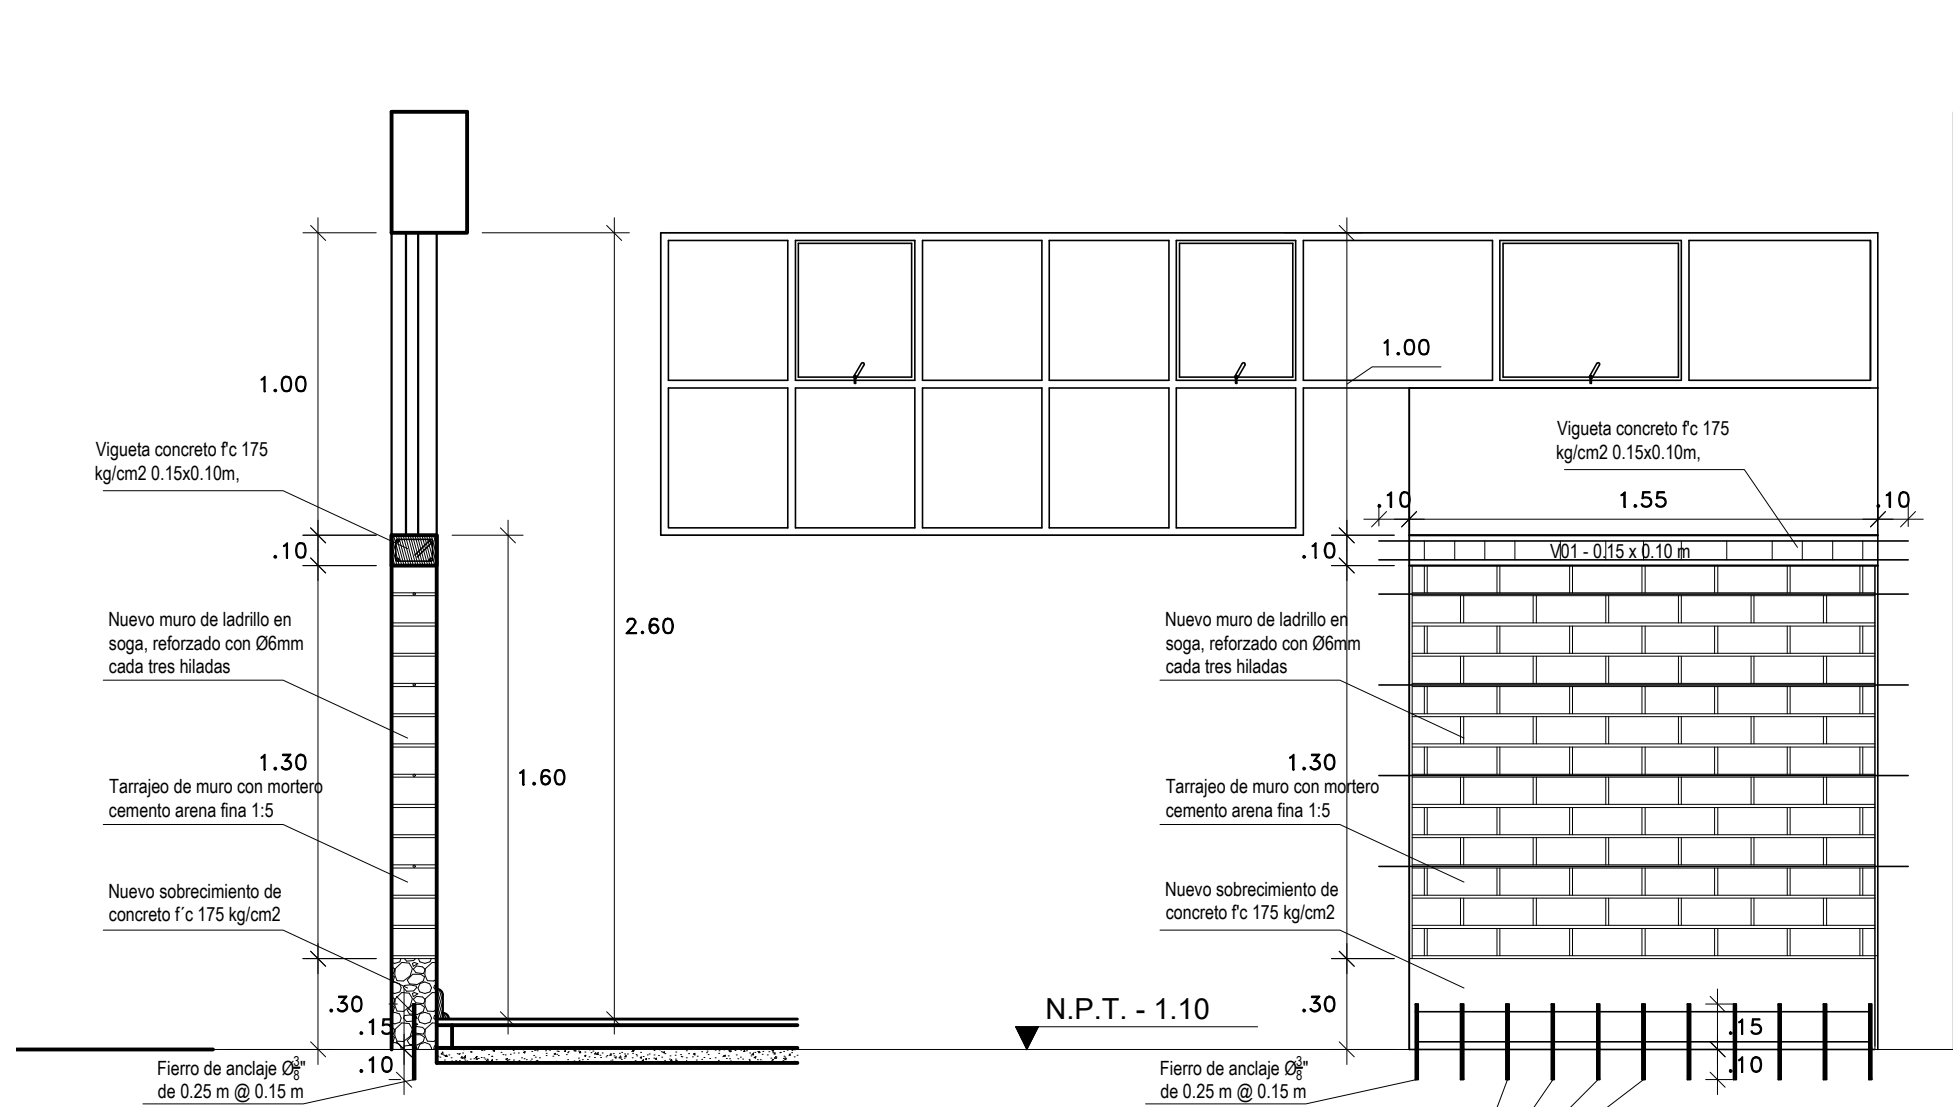 1.00
Vigueta concreto f'c 175
kg/cm2 0.15x0.10m,
.10
2.60
Nuevo muro de ladrillo en
soga, reforzado con Ø6mm
cada tres hiladas
1.30
1.60
Tarrajeo de muro con mortero
cemento arena fina 1:5
Nuevo sobrecimiento de
concreto f´c 175 kg/cm2
.30
.15
.10
Fierro de anclaje Ø3/8"
de 0.25 m @ 0.15 m
N.P.T. - 1.10
1.00
Vigueta concreto f'c 175
kg/cm2 0.15x0.10m,
.10
1.55
.10
.10
V01 - 0.15 x 0.10 m
Nuevo muro de ladrillo en
soga, reforzado con Ø6mm
cada tres hiladas
1.30
Tarrajeo de muro con mortero
cemento arena fina 1:5
Nuevo sobrecimiento de
concreto f'c 175 kg/cm2
.30
.15
.10
Fierro de anclaje Ø3/8"
de 0.25 m @ 0.15 m